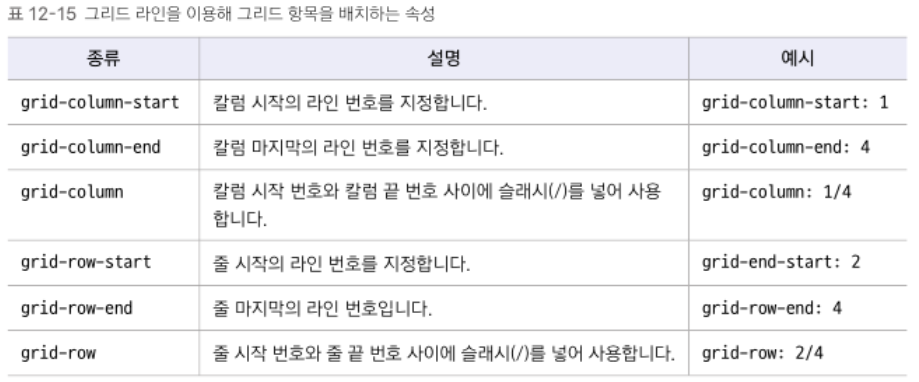 표 12-15 그리드 라인을 이용해 그리드 항목을 배치하는 속성
종류 설명 예시
grid-column-start 칼럼 시작의 라인 번호를 지정합니다. grid-column-start: 1
grid-column-end 칼럼 마지막의 라인 번호를 지정합니다. grid-column-end: 4
grid-column 칼럼 시작 번호와 칼럼 끝 번호 사이에 슬래시(/)를 넣어 사용 grid-column: 1/4
합니다.
grid-row-start 줄 시작의 라인 번호를 지정합니다. grid-end-start: 2
grid-row-end 줄 마지막의 라인 번호입니다. grid-row-end: 4
grid-row 줄 시작 번호와 줄 끝 번호 사이에 슬래시(/)를 넣어 사용합니다. grid-row: 2/4